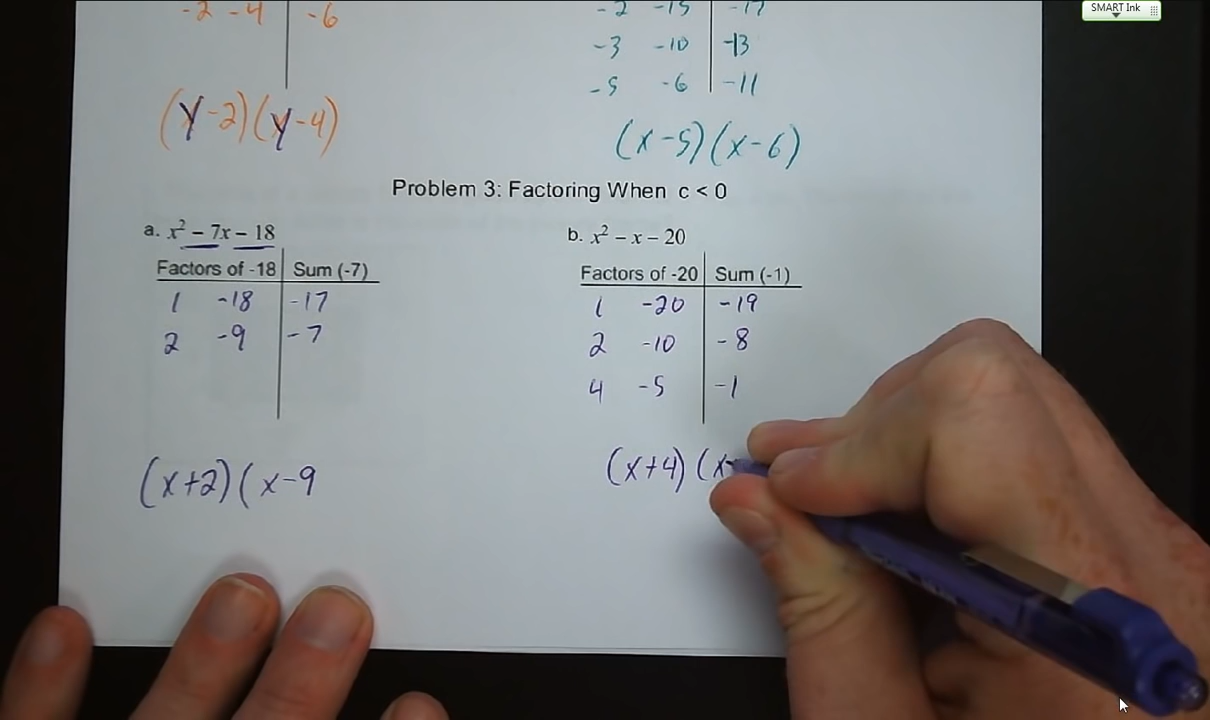 SMART Ink
-2 -4 -6
-2 -15 -17
-3 -10 -13
-5 -6 -11
(y-2)(y-4)
(x-5)(x-6)
Problem 3: Factoring When c < 0
a. x² – 7x – 18
Factors of -18 Sum (-7)
1 -18 -17
2 -9 -7
(x+2)(x-9
b. x² – x – 20
Factors of -20 Sum (-1)
1 -20 -19
2 -10 -8
4 -5 -1
(x+4)(x-